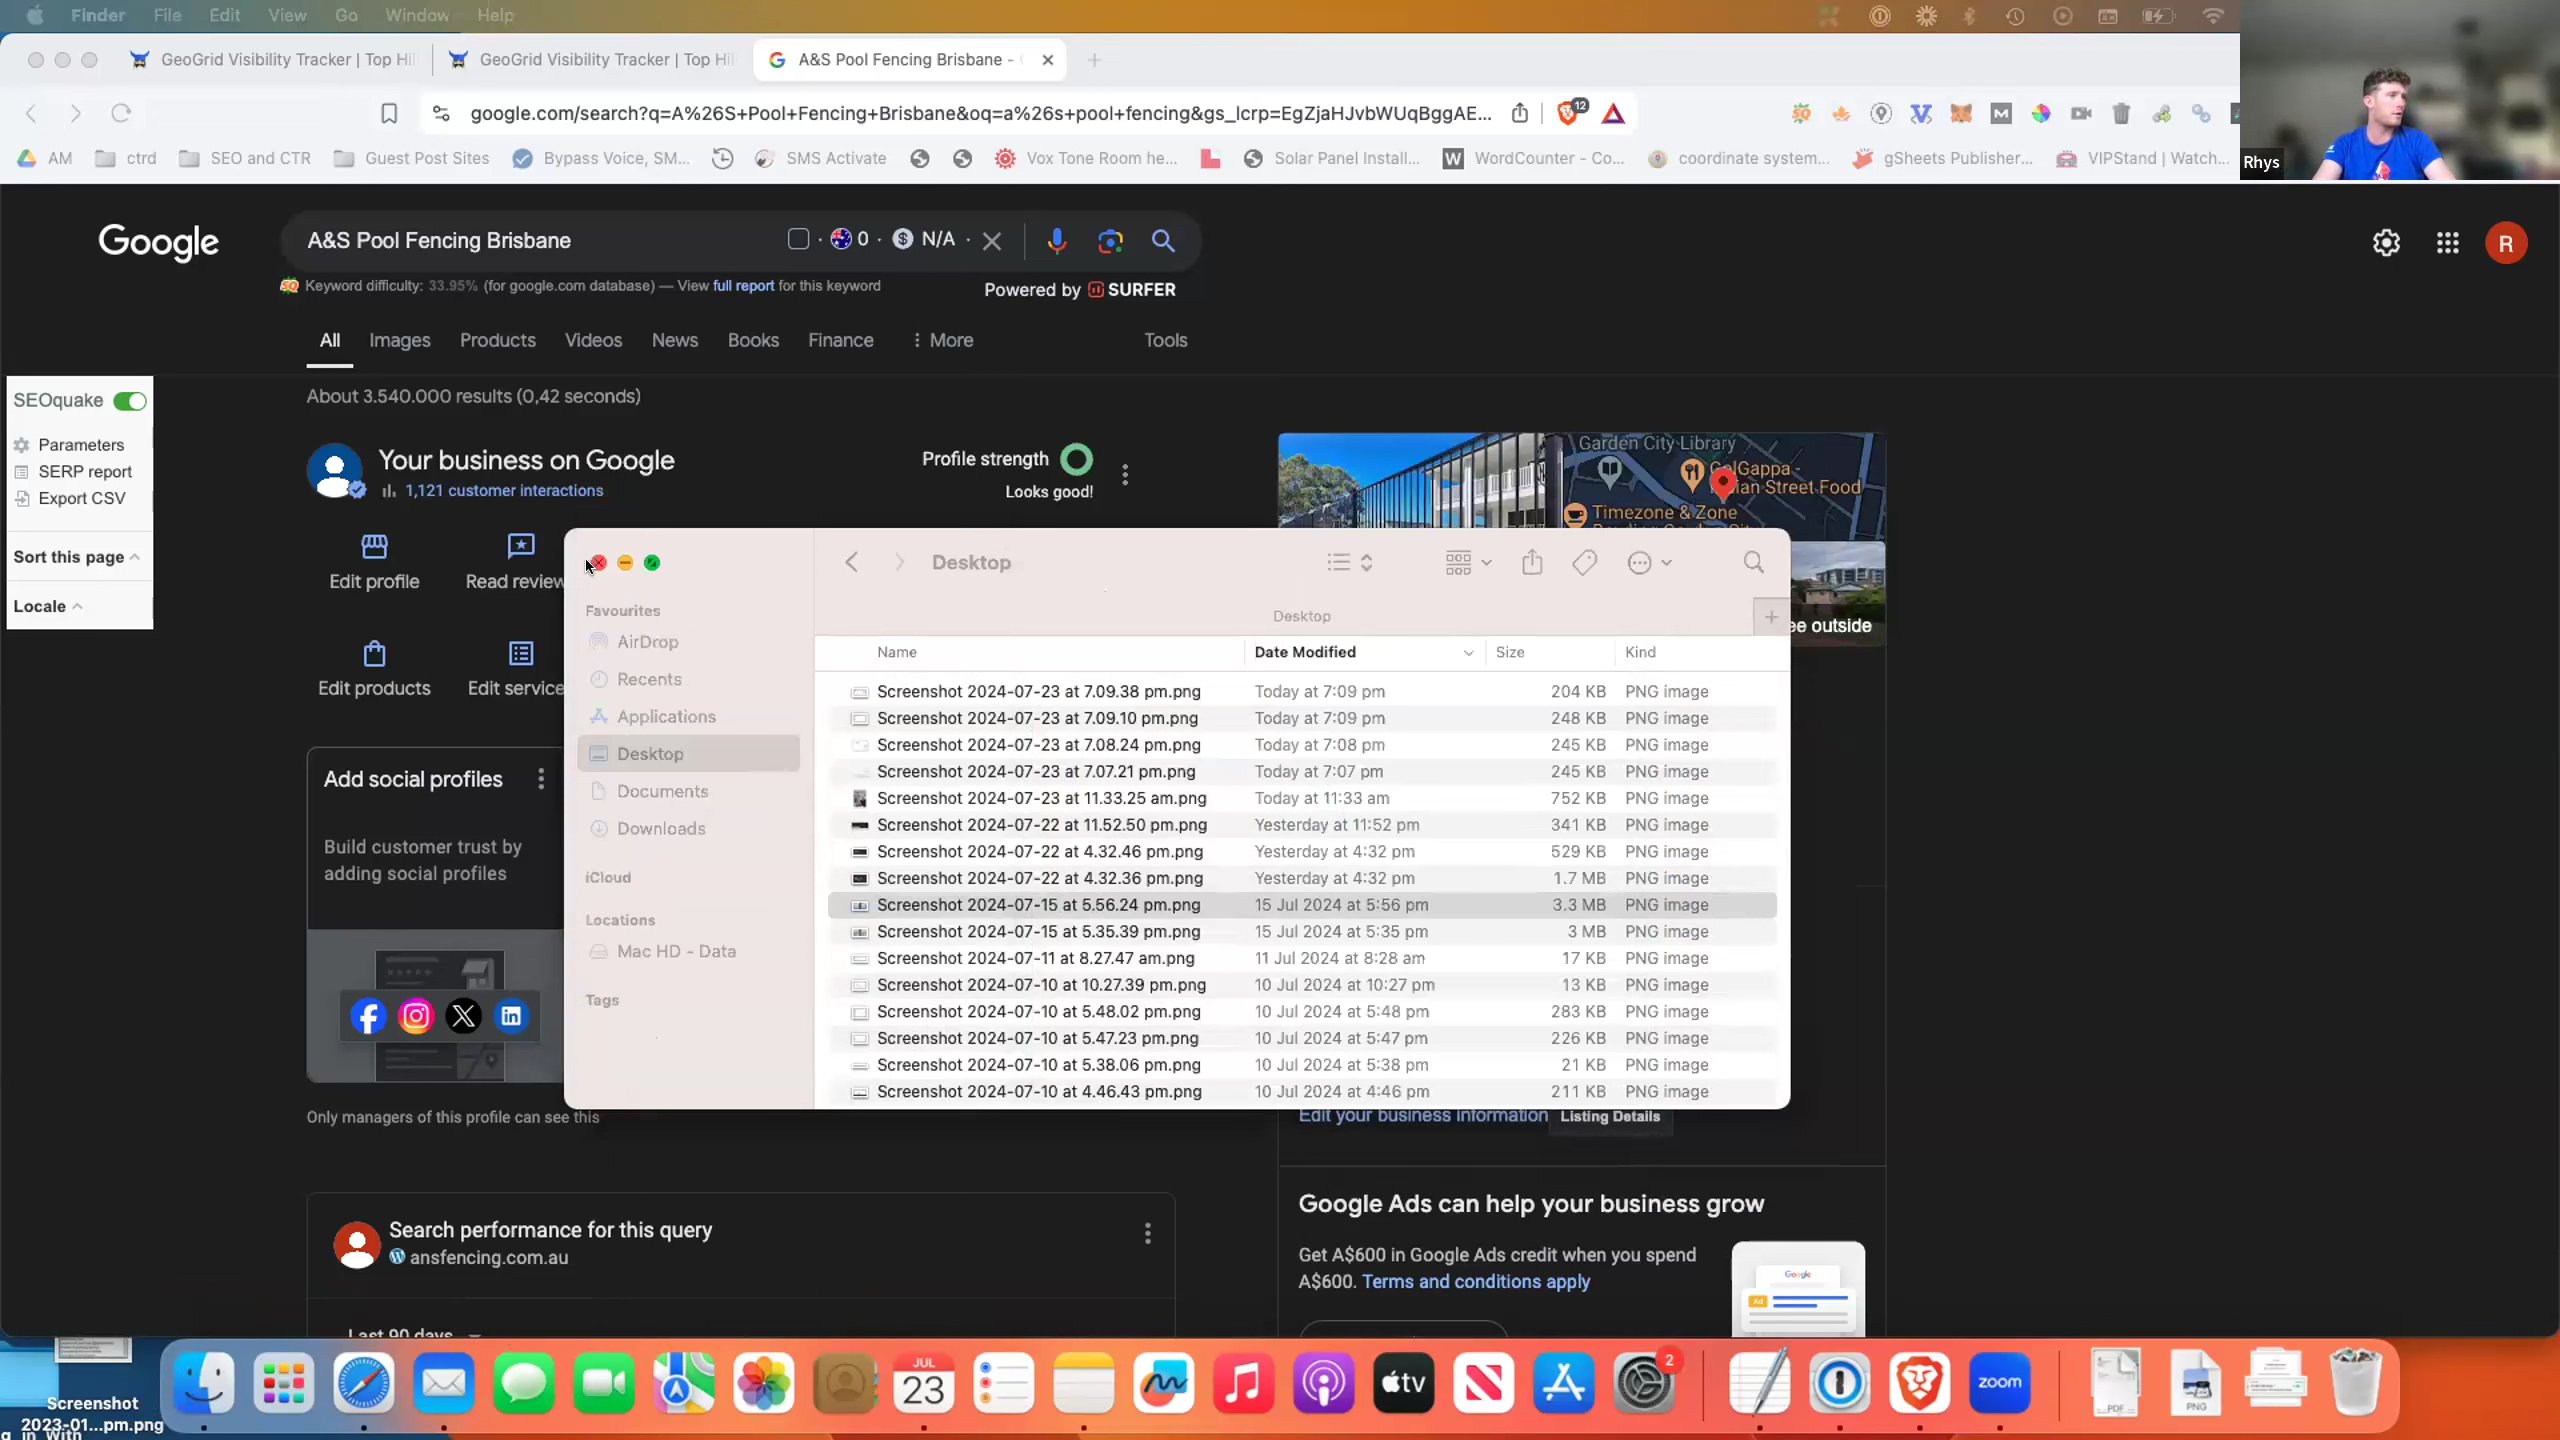 Finder File Edit View Go Window Help
GeoGrid Visibility Tracker | Top Hi
GeoGrid Visibility Tracker | Top Hi
A&S Pool Fencing Brisbane -
google.com/search?q=A%26S+Pool+Fencing+Brisbane&oq=a%26s+pool+fencing&gs_lcrp=EgZjaHJvbWUqBggAE...
12
AM ctrd SEO and CTR Guest Post Sites Bypass Voice, SM... SMS Activate Vox Tone Room he... Solar Panel Install... WordCounter - Co... coordinate system... gSheets Publisher... VIPStand | Watch...
Rhys
Google
A&S Pool Fencing Brisbane
0 · N/A ·
R
Keyword difficulty: 33.95% (for google.com database) — View full report for this keyword
Powered by SURFER
All Images Products Videos News Books Finance More Tools
SEOquake
Parameters
SERP report
Export CSV
Sort this page
Locale
About 3.540.000 results (0,42 seconds)
Your business on Google
1,121 customer interactions
Profile strength
Looks good!
Edit profile
Read review
Edit products
Edit service
Garden City Library
GolGappa -
Indian Street Food
Timezone & Zone
ee outside
Add social profiles
Build customer trust by
adding social profiles
Only managers of this profile can see this
Desktop
Favourites
AirDrop
Recents
Applications
Desktop
Documents
Downloads
iCloud
Locations
Mac HD - Data
Tags
Desktop
Name Date Modified Size Kind
Screenshot 2024-07-23 at 7.09.38 pm.png Today at 7:09 pm 204 KB PNG image
Screenshot 2024-07-23 at 7.09.10 pm.png Today at 7:09 pm 248 KB PNG image
Screenshot 2024-07-23 at 7.08.24 pm.png Today at 7:08 pm 245 KB PNG image
Screenshot 2024-07-23 at 7.07.21 pm.png Today at 7:07 pm 245 KB PNG image
Screenshot 2024-07-23 at 11.33.25 am.png Today at 11:33 am 752 KB PNG image
Screenshot 2024-07-22 at 11.52.50 pm.png Yesterday at 11:52 pm 341 KB PNG image
Screenshot 2024-07-22 at 4.32.46 pm.png Yesterday at 4:32 pm 529 KB PNG image
Screenshot 2024-07-22 at 4.32.36 pm.png Yesterday at 4:32 pm 1.7 MB PNG image
Screenshot 2024-07-15 at 5.56.24 pm.png 15 Jul 2024 at 5:56 pm 3.3 MB PNG image
Screenshot 2024-07-15 at 5.35.39 pm.png 15 Jul 2024 at 5:35 pm 3 MB PNG image
Screenshot 2024-07-11 at 8.27.47 am.png 11 Jul 2024 at 8:28 am 17 KB PNG image
Screenshot 2024-07-10 at 10.27.39 pm.png 10 Jul 2024 at 10:27 pm 13 KB PNG image
Screenshot 2024-07-10 at 5.48.02 pm.png 10 Jul 2024 at 5:48 pm 283 KB PNG image
Screenshot 2024-07-10 at 5.47.23 pm.png 10 Jul 2024 at 5:47 pm 226 KB PNG image
Screenshot 2024-07-10 at 5.38.06 pm.png 10 Jul 2024 at 5:38 pm 21 KB PNG image
Screenshot 2024-07-10 at 4.46.43 pm.png 10 Jul 2024 at 4:46 pm 211 KB PNG image
Edit your business information Listing Details
Google Ads can help your business grow
Get A$600 in Google Ads credit when you spend
A$600. Terms and conditions apply
Google
Ad
Search performance for this query
ansfencing.com.au
Last 90 days
Screenshot
2023-01...pm.png
JUL
23
tv
2
zoom
PDF
PNG